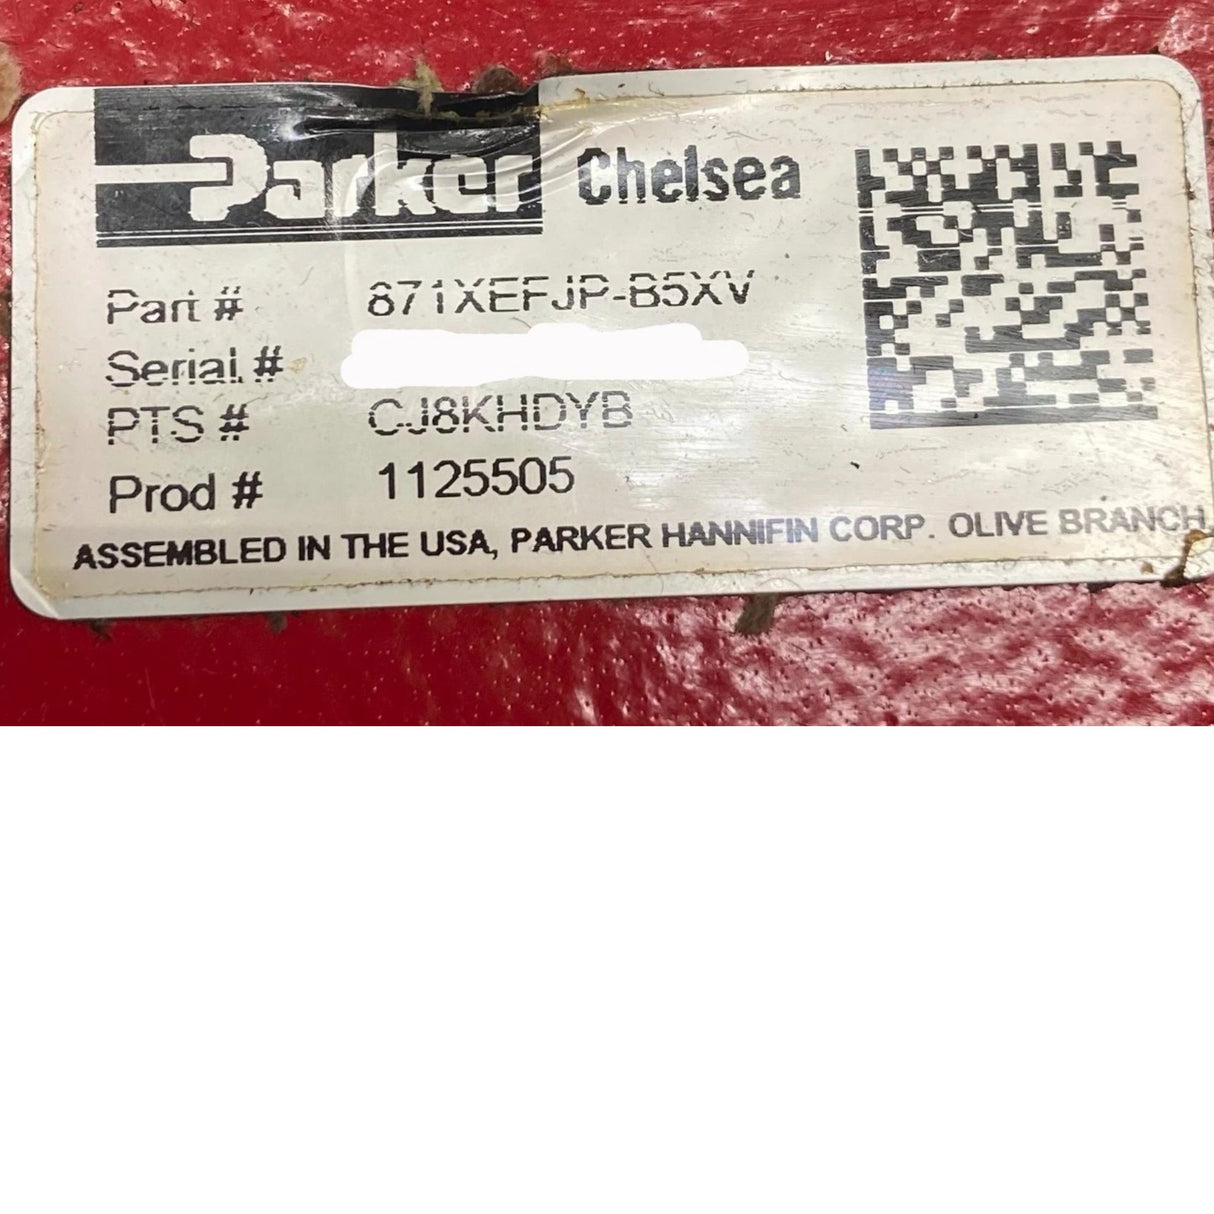 Parker Chelsea
Part # 871XEFJP-B5XV
Serial #
PTS # CJ8KHDYB
Prod # 1125505
ASSEMBLED IN THE USA, PARKER HANNIFIN CORP. OLIVE BRANCH,